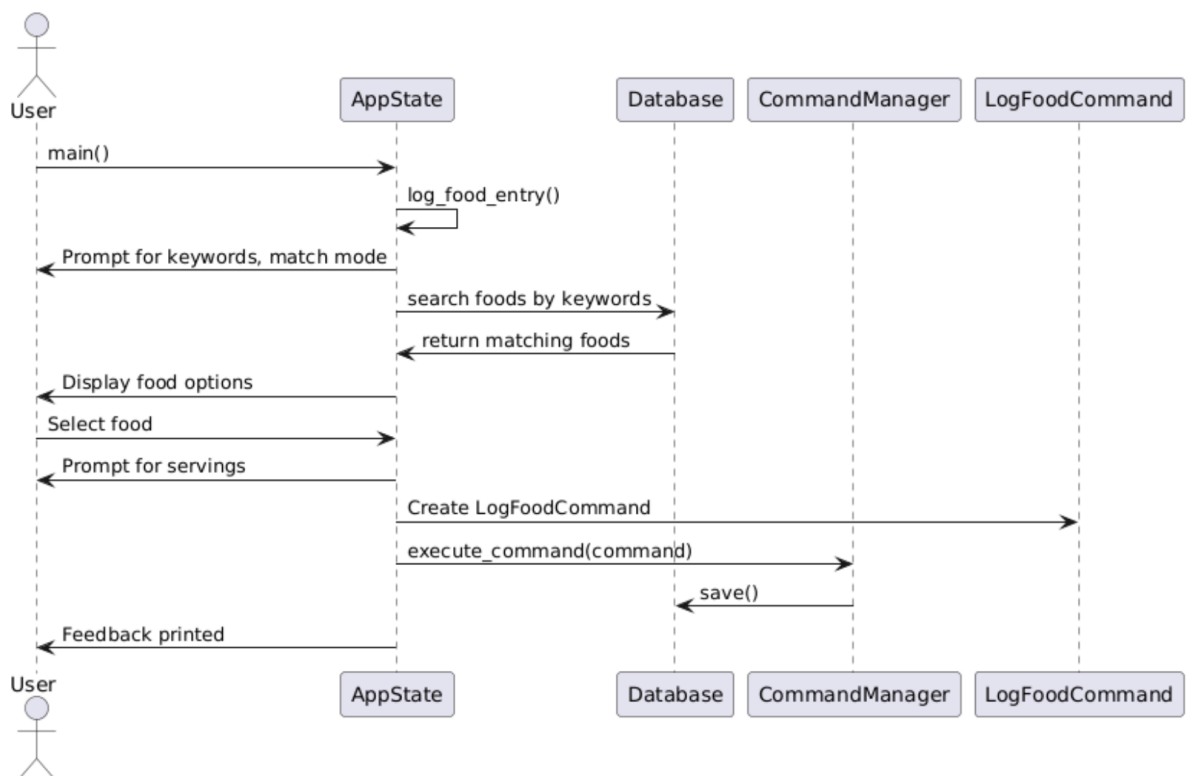 User
AppState
Database
CommandManager
LogFoodCommand
main()
log_food_entry()
Prompt for keywords, match mode
search foods by keywords
return matching foods
Display food options
Select food
Prompt for servings
Create LogFoodCommand
execute_command(command)
save()
Feedback printed
User
AppState
Database
CommandManager
LogFoodCommand